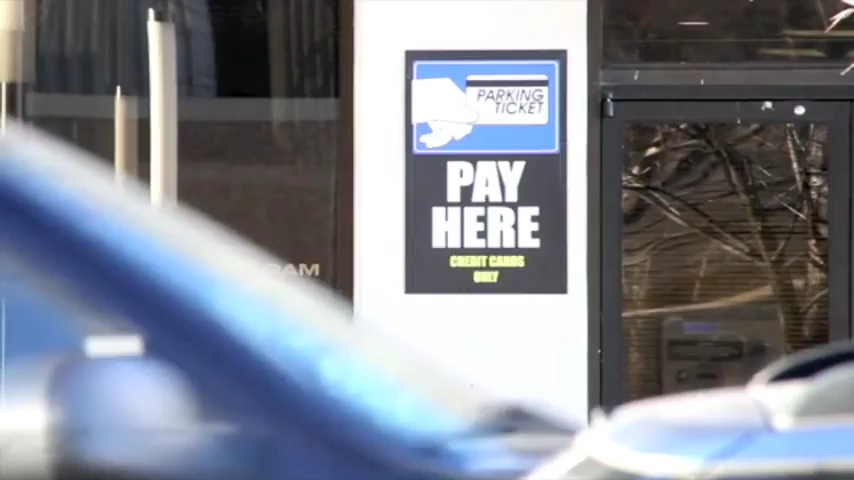 PARKING
TICKET
PAY
HERE
CREDIT CARDS
ONLY